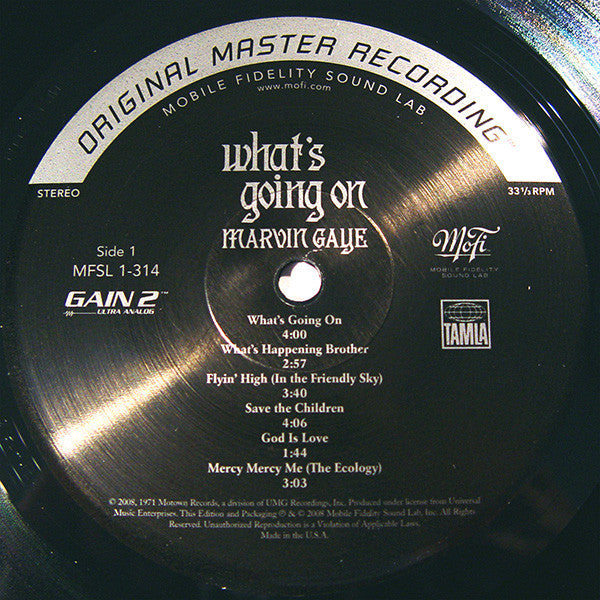 ORIGINAL MASTER RECORDING™
MOBILE FIDELITY SOUND LAB
www.mofi.com
STEREO
33⅓ RPM
what's
going on
MARVIN GAYE
Side 1
MFSL 1-314
GAIN 2™
ULTRA ANALOG
MoFi
MOBILE FIDELITY
SOUND LAB
TAMLA
What's Going On
4:00
What's Happening Brother
2:57
Flyin' High (In the Friendly Sky)
3:40
Save the Children
4:06
God Is Love
1:44
Mercy Mercy Me (The Ecology)
3:03
© 2008, 1971 Motown Records, a division of UMG Recordings, Inc. Produced under license from Universal
Music Enterprises. This Edition and Packaging ℗ & © 2008 Mobile Fidelity Sound Lab, Inc. All Rights
Reserved. Unauthorized Reproduction is a Violation of Applicable Laws.
Made in the U.S.A.